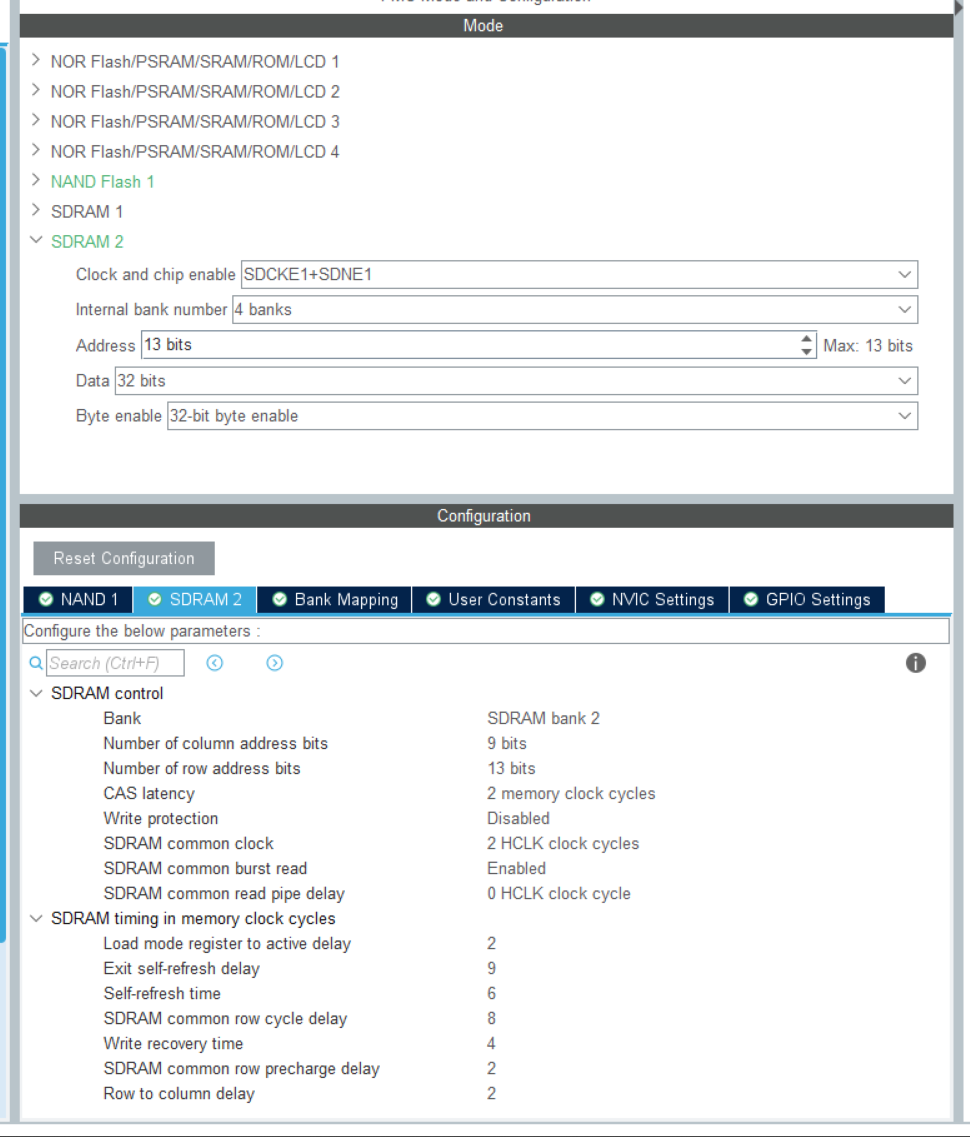 Mode
NOR Flash/PSRAM/SRAM/ROM/LCD 1
NOR Flash/PSRAM/SRAM/ROM/LCD 2
NOR Flash/PSRAM/SRAM/ROM/LCD 3
NOR Flash/PSRAM/SRAM/ROM/LCD 4
NAND Flash 1
SDRAM 1
SDRAM 2
Clock and chip enable SDCKE1+SDNE1
Internal bank number 4 banks
Address 13 bits Max: 13 bits
Data 32 bits
Byte enable 32-bit byte enable
Configuration
Reset Configuration
NAND 1 SDRAM 2 Bank Mapping User Constants NVIC Settings GPIO Settings
Configure the below parameters :
Search (Ctrl+F)
SDRAM control
Bank SDRAM bank 2
Number of column address bits 9 bits
Number of row address bits 13 bits
CAS latency 2 memory clock cycles
Write protection Disabled
SDRAM common clock 2 HCLK clock cycles
SDRAM common burst read Enabled
SDRAM common read pipe delay 0 HCLK clock cycle
SDRAM timing in memory clock cycles
Load mode register to active delay 2
Exit self-refresh delay 9
Self-refresh time 6
SDRAM common row cycle delay 8
Write recovery time 4
SDRAM common row precharge delay 2
Row to column delay 2